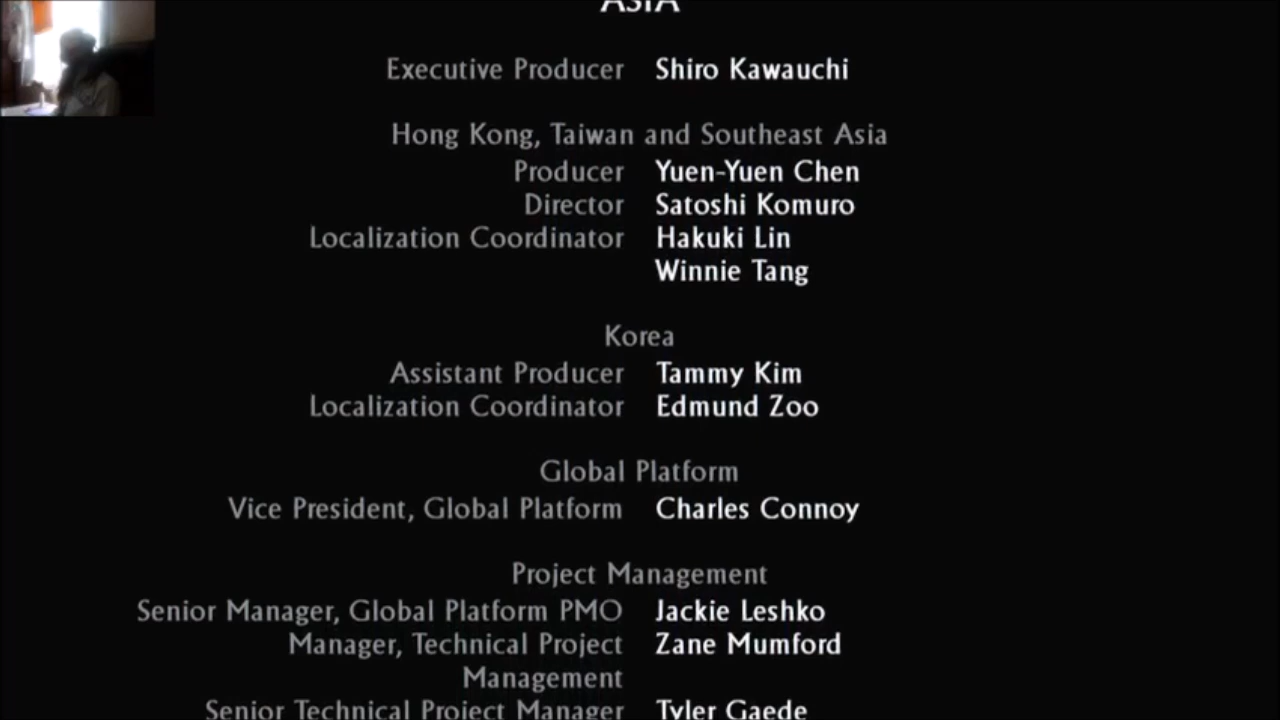 ASIA
Executive Producer Shiro Kawauchi
Hong Kong, Taiwan and Southeast Asia
Producer Yuen-Yuen Chen
Director Satoshi Komuro
Localization Coordinator Hakuki Lin
Winnie Tang
Korea
Assistant Producer Tammy Kim
Localization Coordinator Edmund Zoo
Global Platform
Vice President, Global Platform Charles Connoy
Project Management
Senior Manager, Global Platform PMO Jackie Leshko
Manager, Technical Project Zane Mumford
Management
Senior Technical Project Manager Tyler Gaede